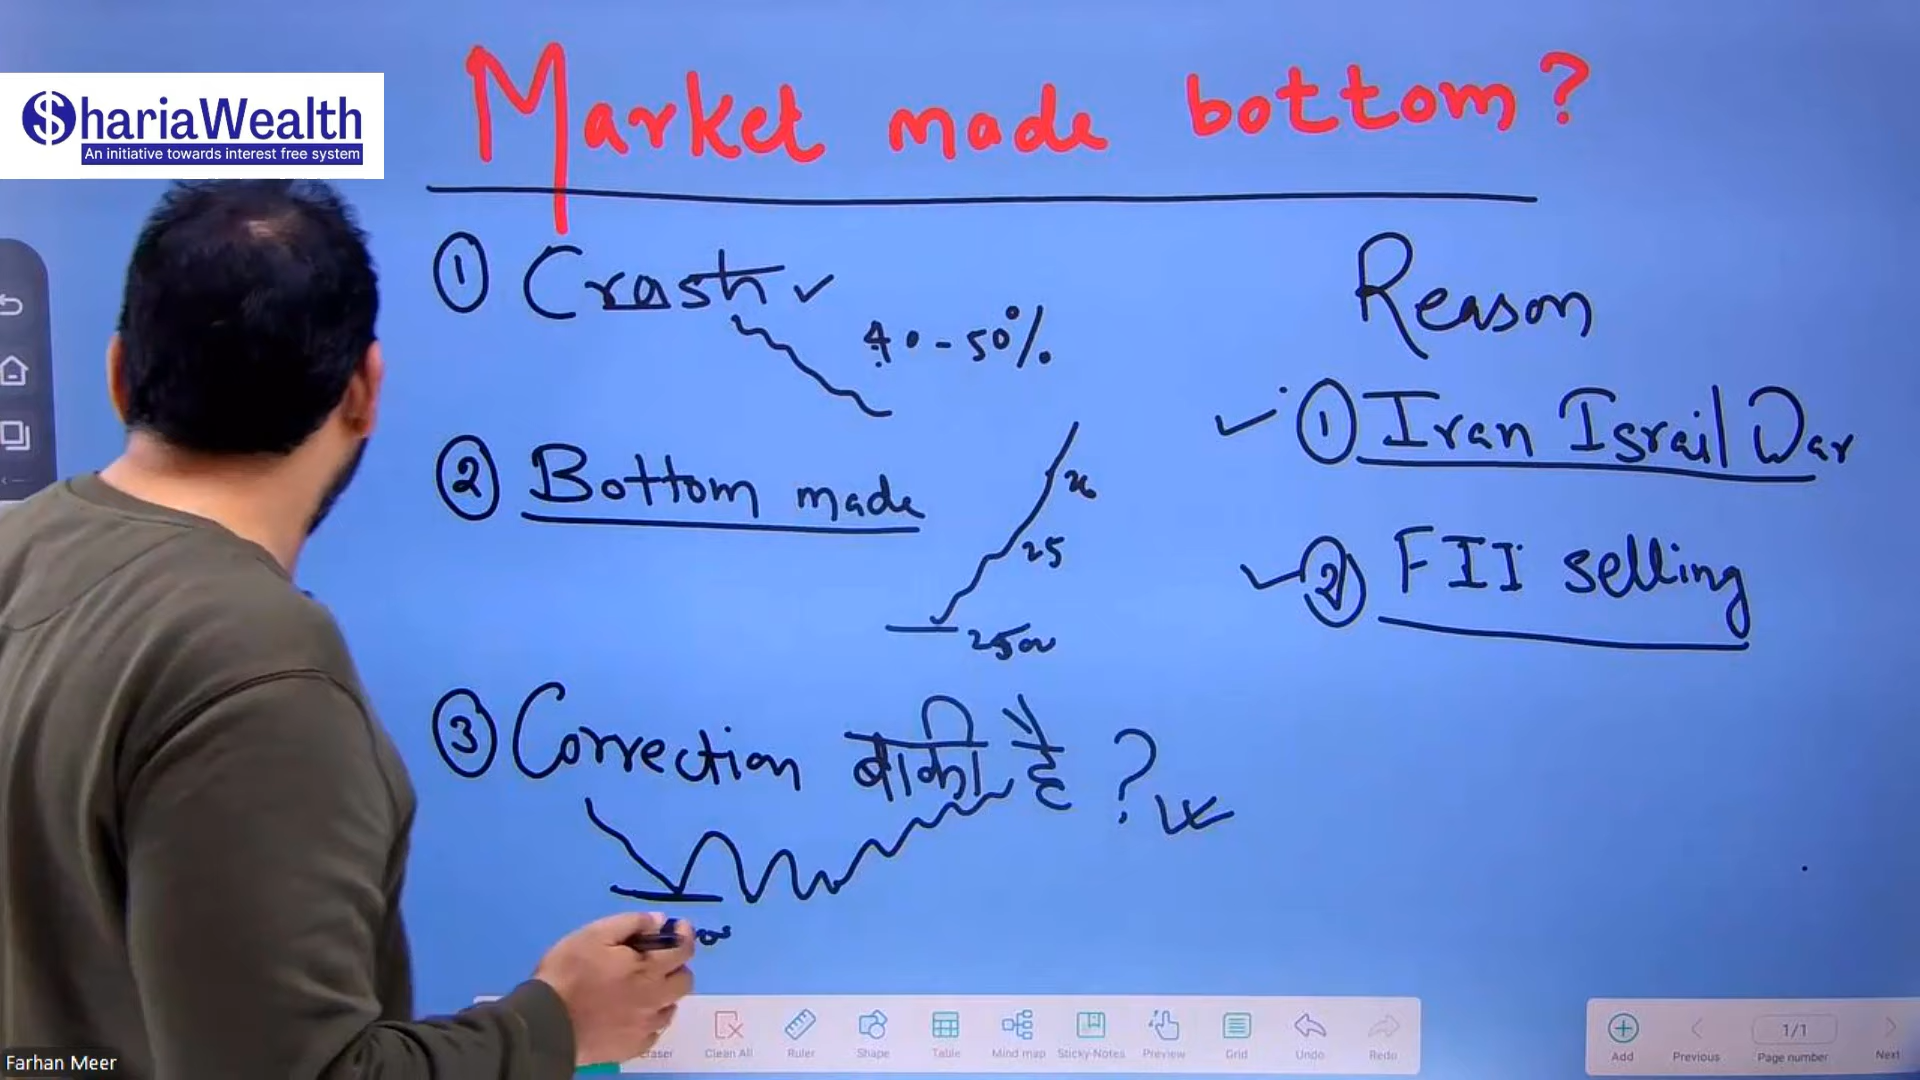 Market made bottom?
ShariaWealth
An initiative towards interest free system
① Crash ✓
40-50%
② Bottom made
26
25
2500
③ Correction बाकी है ?
Reason
✓ ① Iran Israil War
✓ ② FII selling
Eraser
Clean All
Ruler
Shape
Table
Mind map
Sticky-Notes
Preview
Grid
Undo
Redo
Add
Previous
1/1
Page number
Next
Farhan Meer